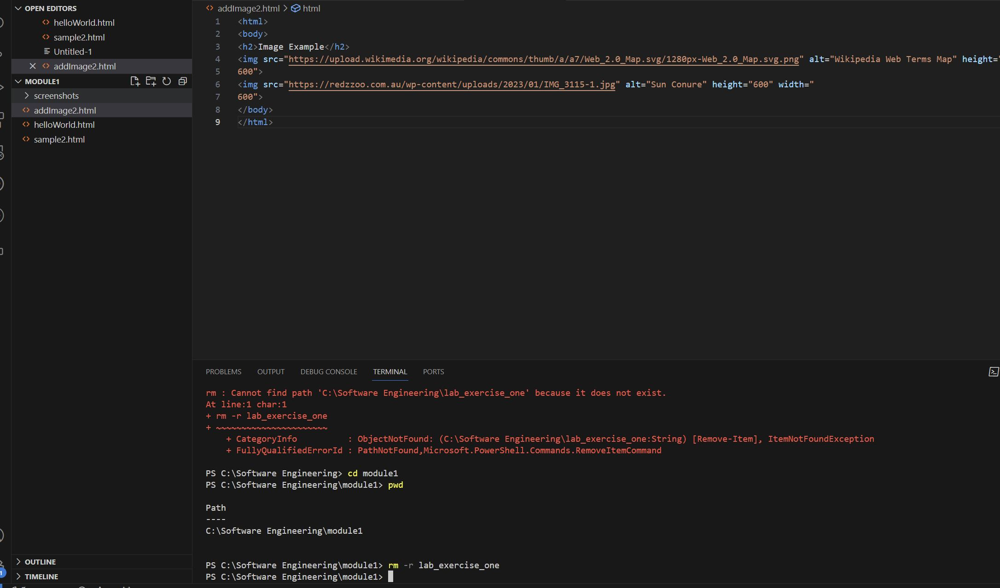 OPEN EDITORS
helloWorld.html
sample2.html
Untitled-1
addImage2.html
MODULE1
screenshots
addImage2.html
helloWorld.html
sample2.html
OUTLINE
TIMELINE
1
addImage2.html > html
1 <html>
2 <body>
3 <h2>Image Example</h2>
4 <img src="https://upload.wikimedia.org/wikipedia/commons/thumb/a/a7/Web_2.0_Map.svg/1280px-Web_2.0_Map.svg.png" alt="Wikipedia Web Terms Map" height="
5 600">
6 <img src="https://redzzoo.com.au/wp-content/uploads/2023/01/IMG_3115-1.jpg" alt="Sun Conure" height="600" width="
7 600">
8 </body>
9 </html>
PROBLEMS OUTPUT DEBUG CONSOLE TERMINAL PORTS
rm : Cannot find path 'C:\Software Engineering\lab_exercise_one' because it does not exist.
At line:1 char:1
+ rm -r lab_exercise_one
+ ~~~~~~~~~~~~~~~~~~~~~~
+ CategoryInfo : ObjectNotFound: (C:\Software Engineering\lab_exercise_one:String) [Remove-Item], ItemNotFoundException
+ FullyQualifiedErrorId : PathNotFound,Microsoft.PowerShell.Commands.RemoveItemCommand
PS C:\Software Engineering> cd module1
PS C:\Software Engineering\module1> pwd
Path
----
C:\Software Engineering\module1
PS C:\Software Engineering\module1> rm -r lab_exercise_one
PS C:\Software Engineering\module1>